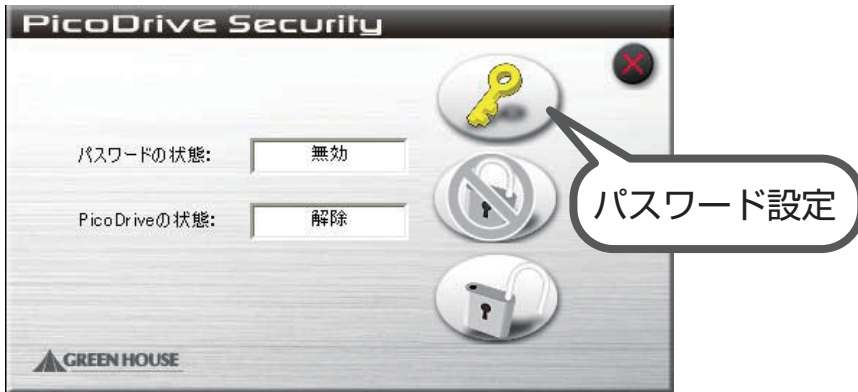 PicoDrive Security
パスワードの状態: 無効
パスワード設定
PicoDriveの状態: 解除
GREEN HOUSE